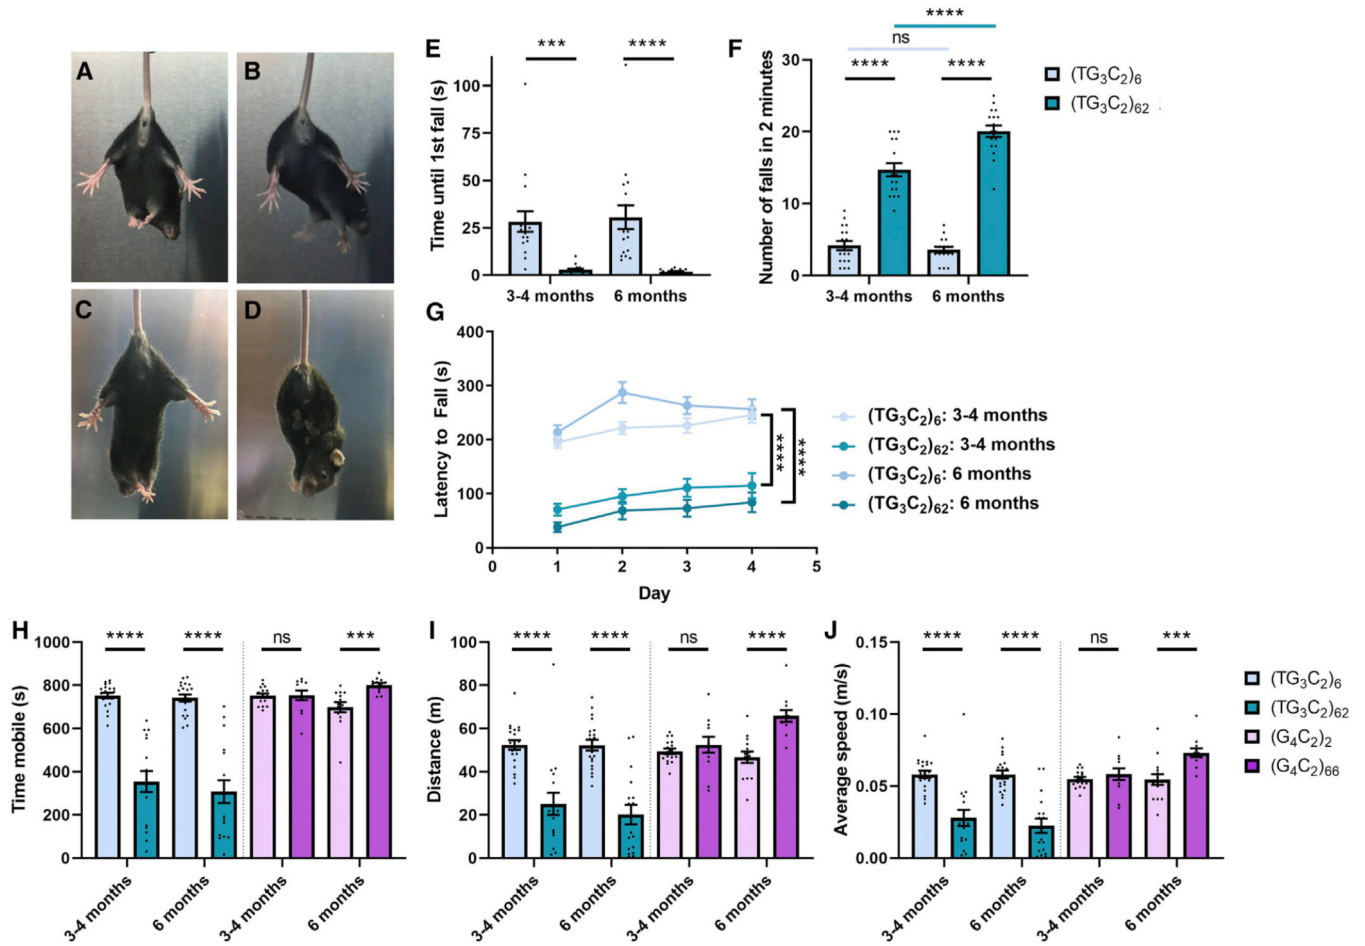 A
B
C
D
E
Time until 1st fall (s)
100
75
50
25
0
***
****
3-4 months
6 months
F
Number of falls in 2 minutes
30
20
10
0
****
ns
****
****
3-4 months
6 months
(TG3C2)6
(TG3C2)62
G
Latency to Fall (s)
400
300
200
100
0
0
1
2
3
4
5
Day
****
****
(TG3C2)6: 3-4 months
(TG3C2)62: 3-4 months
(TG3C2)6: 6 months
(TG3C2)62: 6 months
H
Time mobile (s)
1000
800
600
400
200
0
****
****
ns
***
3-4 months
6 months
3-4 months
6 months
I
Distance (m)
100
80
60
40
20
0
****
****
ns
****
3-4 months
6 months
3-4 months
6 months
J
Average speed (m/s)
0.15
0.10
0.05
0.00
****
****
ns
***
3-4 months
6 months
3-4 months
6 months
(TG3C2)6
(TG3C2)62
(G4C2)2
(G4C2)66